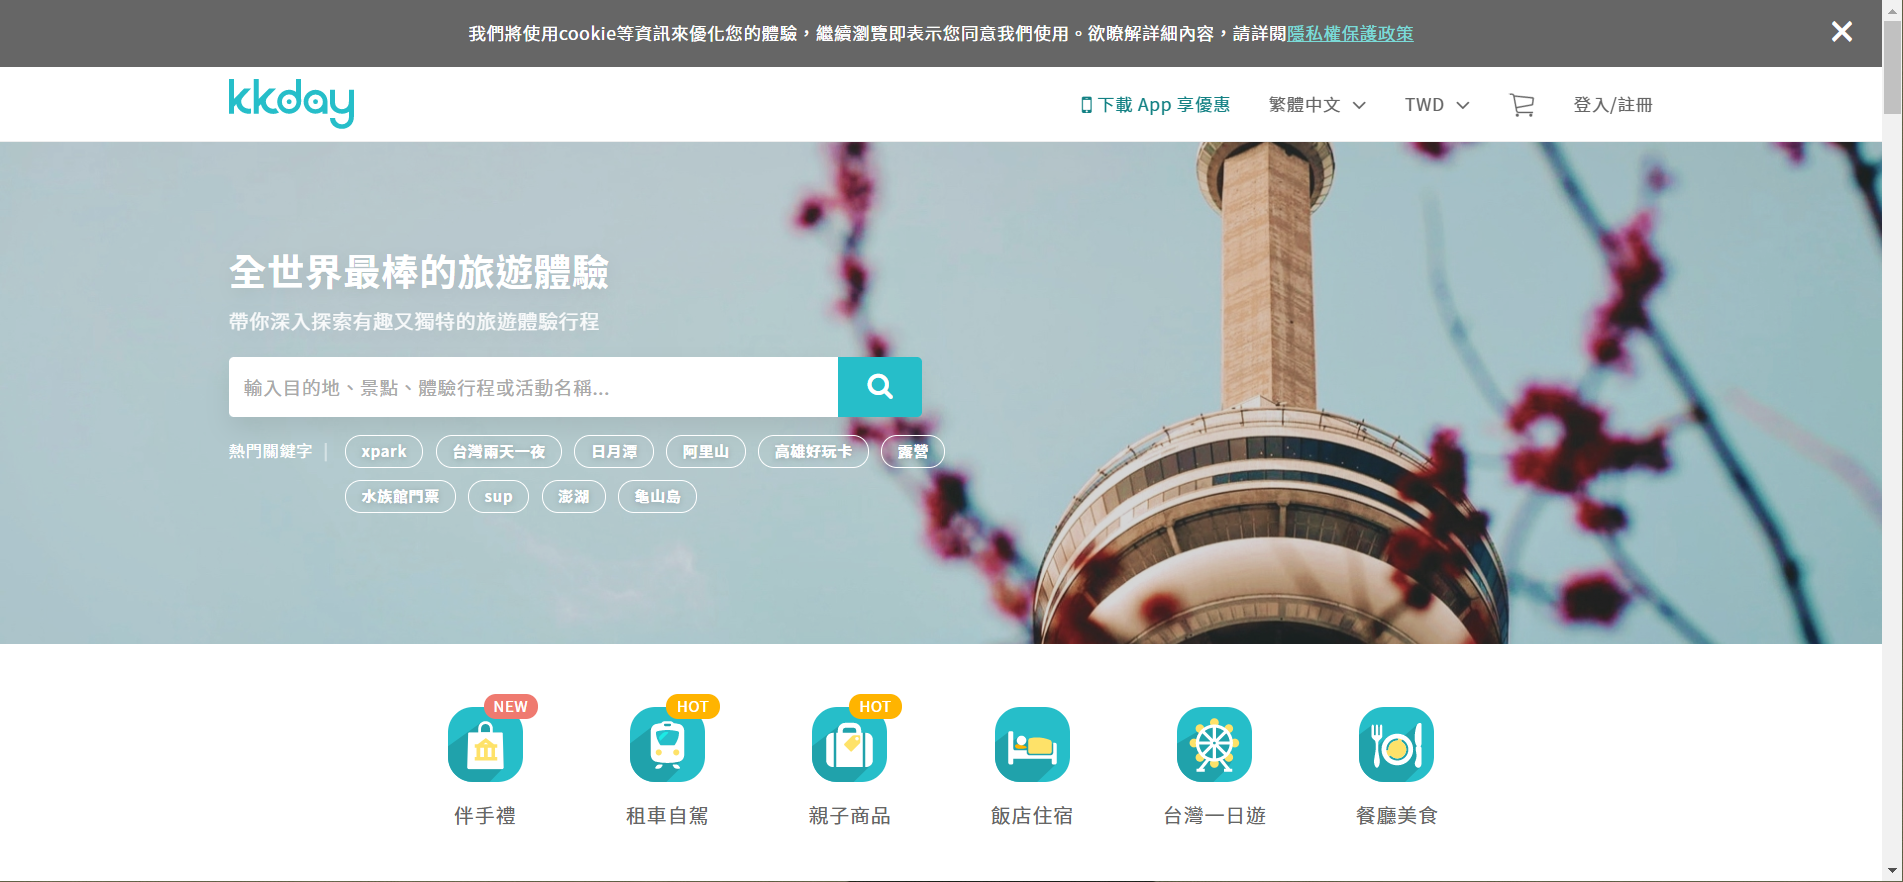 我們將使用cookie等資訊來優化您的體驗，繼續瀏覽即表示您同意我們使用。欲瞭解詳細內容，請詳閱隱私權保護政策
kkday
下載 App 享優惠 繁體中文 TWD 登入/註冊
全世界最棒的旅遊體驗
帶你深入探索有趣又獨特的旅遊體驗行程
輸入目的地、景點、體驗行程或活動名稱...
熱門關鍵字 | xpark 台灣兩天一夜 日月潭 阿里山 高雄好玩卡 露營
水族館門票 sup 澎湖 龜山島
NEW HOT HOT
伴手禮 租車自駕 親子商品 飯店住宿 台灣一日遊 餐廳美食